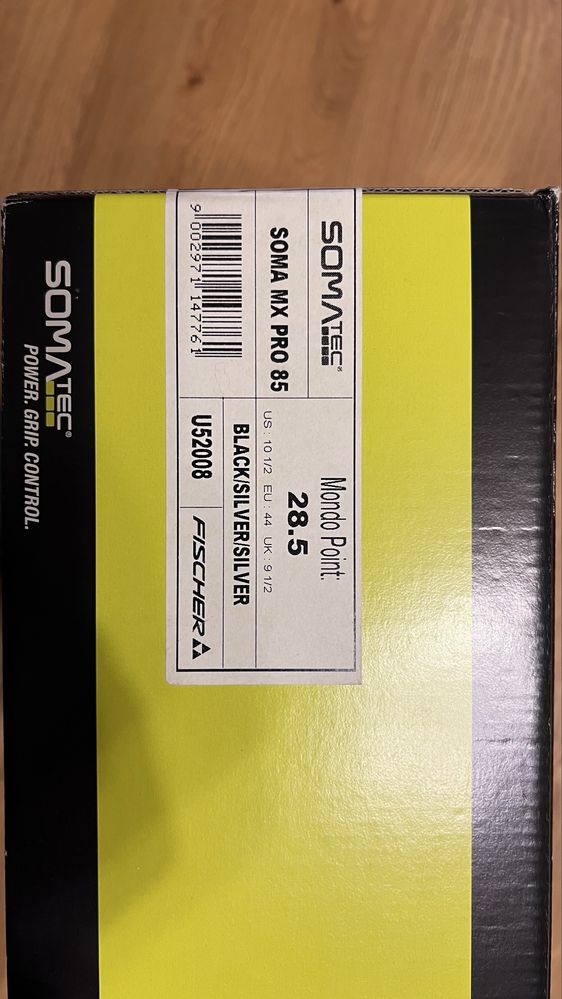 SOMATEC®
SOMA MX PRO 85
9 002971 147761
Mondo Point:
28.5
US : 10 1/2 EU : 44 UK : 9 1/2
BLACK/SILVER/SILVER
U52008
FISCHER
SOMATEC®
POWER. GRIP. CONTROL.